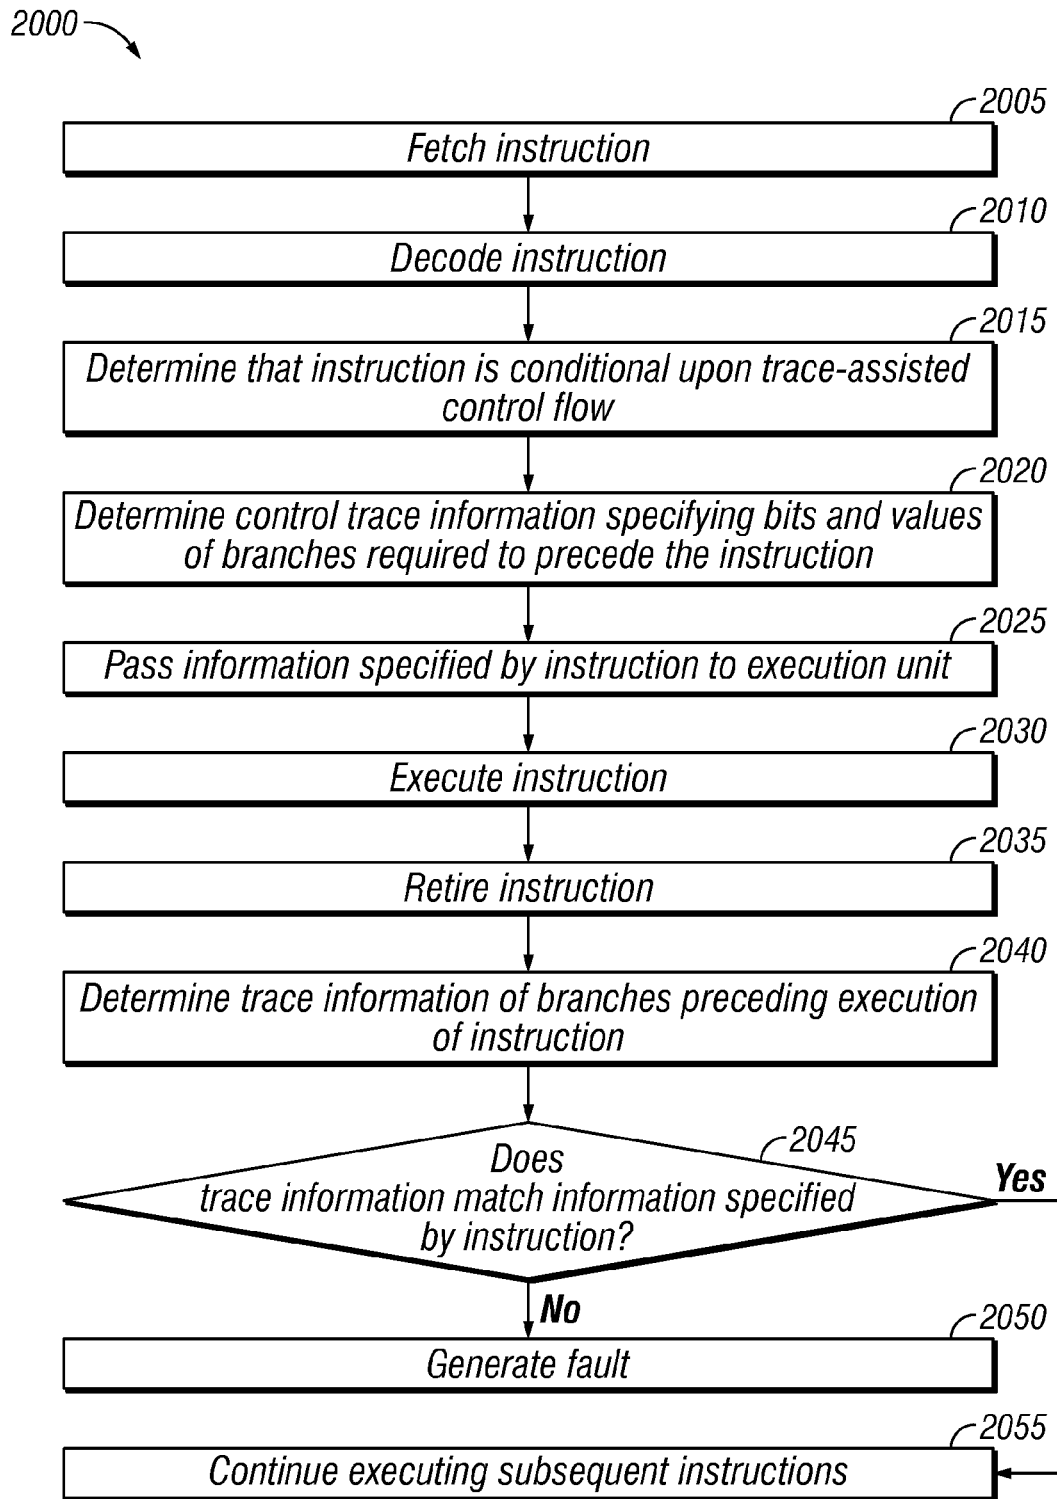 2000
2005
Fetch instruction
2010
Decode instruction
2015
Determine that instruction is conditional upon trace-assisted
control flow
2020
Determine control trace information specifying bits and values
of branches required to precede the instruction
2025
Pass information specified by instruction to execution unit
2030
Execute instruction
2035
Retire instruction
2040
Determine trace information of branches preceding execution
of instruction
2045
Does
trace information match information specified
by instruction?
Yes
No
2050
Generate fault
2055
Continue executing subsequent instructions